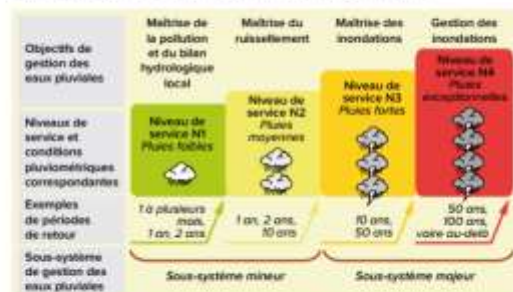 Objectifs de
gestion des
eaux pluviales
Maîtrise de
la pollution
et du bilan
hydrologique
local
Maîtrise du
ruissellement
Maîtrise des
inondations
Gestion des
inondations
Niveaux de
service et
conditions
pluviométriques
correspondantes
Niveau de
service N1
Pluies faibles
Niveau de
service N2
Pluies
moyennes
Niveau de
service N3
Pluies fortes
Niveau de
service N4
Pluies
exceptionnelles
Exemples
de périodes
de retour
1 à plusieurs
mois,
1 an, 2 ans
1 an, 2 ans,
10 ans
10 ans,
50 ans
50 ans,
100 ans,
voire au-delà
Sous-système
de gestion des
eaux pluviales
Sous-système mineur
Sous-système majeur